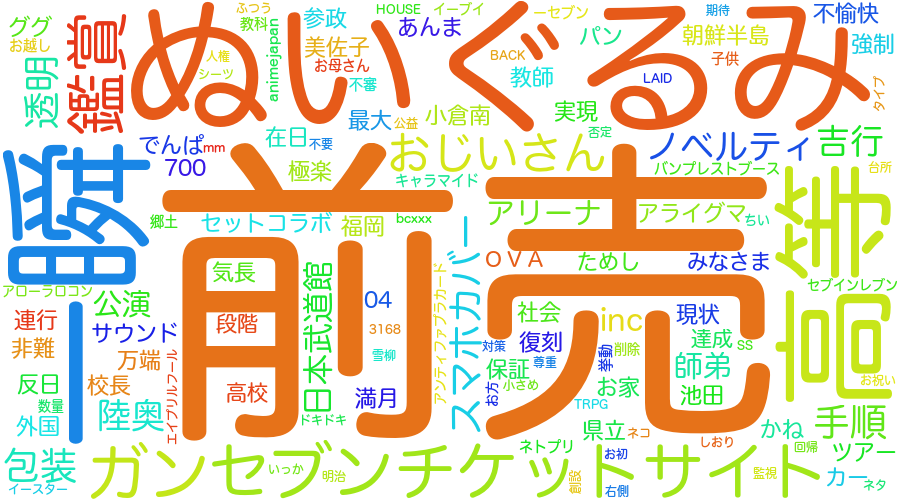 ググ
お越し
鑑賞
ぬいぐるみ
ふつう
教科
人権
シーツ
animejapan
参政
美佐子
お母さん
不審
HOUSE
イーブイ
あんま
BACK
一セブン
教師
パン
LAID
期待
朝鮮半島
子供
不愉快
強制
タイプ
透明
最大
公益
小倉南
実現
否定
でんぱ
mm
700
在日
不要
極楽
おじいさん
キャラマイド
ノベルティ
バンプレストブース
吉行
台所
一瞬
前売
高等
郷土
セットコラボ
福岡
bcxxx
アリーナ
アライグマ
ちい
気長
日本武道館
04
アンティファブラカード
スマホカバー
OVA
ためし
みなさま
セブインレブン
アローラロコン
公演
連行
サウンド
段階
3168
雪柳
社会
inc
現状
対策
復刻
挙動
削除
達成
SS
非難
万端
エイプリルフール
保証
尊重
師弟
お祝い
反日
校長
高校
満月
お方
小さめ
お家
池田
数量
外国
陸奥
ドキドキ
TRPG
手順
県立
ネコ
しおり
かね
回帰
ツアー
包装
イースター
ガンセブンチケットサイト
いっか
明治
ネトプリ
創設
お初
右側
監視
カー
ネタ